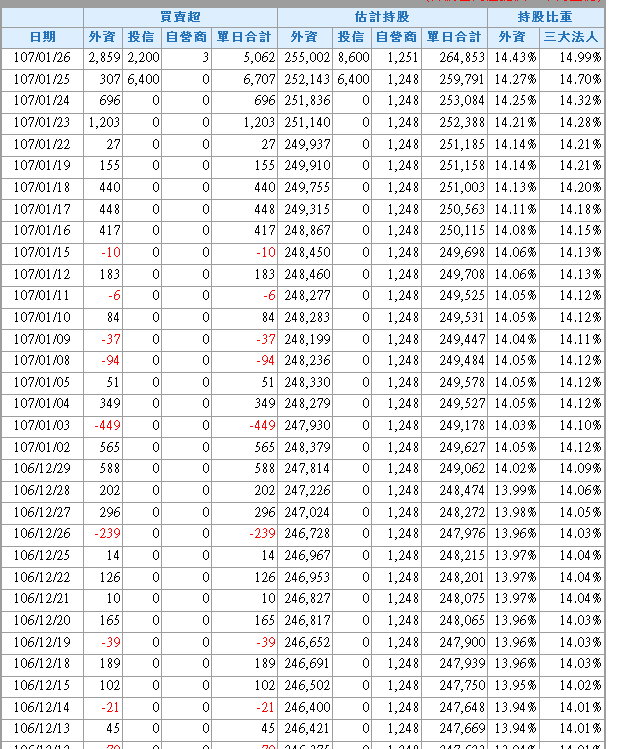 買賣超 估計持股 持股比重
日期 外資 投信 自營商 單日合計 外資 投信 自營商 單日合計 外資 三大法人
107/01/26 2,859 2,200 3 5,062 255,002 8,600 1,251 264,853 14.43% 14.99%
107/01/25 307 6,400 0 6,707 252,143 6,400 1,248 259,791 14.27% 14.70%
107/01/24 696 0 0 696 251,836 0 1,248 253,084 14.25% 14.32%
107/01/23 1,203 0 0 1,203 251,140 0 1,248 252,388 14.21% 14.28%
107/01/22 27 0 0 27 249,937 0 1,248 251,185 14.14% 14.21%
107/01/19 155 0 0 155 249,910 0 1,248 251,158 14.14% 14.21%
107/01/18 440 0 0 440 249,755 0 1,248 251,003 14.13% 14.20%
107/01/17 448 0 0 448 249,315 0 1,248 250,563 14.11% 14.18%
107/01/16 417 0 0 417 248,867 0 1,248 250,115 14.08% 14.15%
107/01/15 -10 0 0 -10 248,450 0 1,248 249,698 14.06% 14.13%
107/01/12 183 0 0 183 248,460 0 1,248 249,708 14.06% 14.13%
107/01/11 -6 0 0 -6 248,277 0 1,248 249,525 14.05% 14.12%
107/01/10 84 0 0 84 248,283 0 1,248 249,531 14.05% 14.12%
107/01/09 -37 0 0 -37 248,199 0 1,248 249,447 14.04% 14.11%
107/01/08 -94 0 0 -94 248,236 0 1,248 249,484 14.05% 14.12%
107/01/05 51 0 0 51 248,330 0 1,248 249,578 14.05% 14.12%
107/01/04 349 0 0 349 248,279 0 1,248 249,527 14.05% 14.12%
107/01/03 -449 0 0 -449 247,930 0 1,248 249,178 14.03% 14.10%
107/01/02 565 0 0 565 248,379 0 1,248 249,627 14.05% 14.12%
106/12/29 588 0 0 588 247,814 0 1,248 249,062 14.02% 14.09%
106/12/28 202 0 0 202 247,226 0 1,248 248,474 13.99% 14.06%
106/12/27 296 0 0 296 247,024 0 1,248 248,272 13.98% 14.05%
106/12/26 -239 0 0 -239 246,728 0 1,248 247,976 13.96% 14.03%
106/12/25 14 0 0 14 246,967 0 1,248 248,215 13.97% 14.04%
106/12/22 126 0 0 126 246,953 0 1,248 248,201 13.97% 14.04%
106/12/21 10 0 0 10 246,827 0 1,248 248,075 13.97% 14.04%
106/12/20 165 0 0 165 246,817 0 1,248 248,065 13.96% 14.03%
106/12/19 -39 0 0 -39 246,652 0 1,248 247,900 13.96% 14.03%
106/12/18 189 0 0 189 246,691 0 1,248 247,939 13.96% 14.03%
106/12/15 102 0 0 102 246,502 0 1,248 247,750 13.95% 14.02%
106/12/14 -21 0 0 -21 246,400 0 1,248 247,648 13.94% 14.01%
106/12/13 45 0 0 45 246,421 0 1,248 247,669 13.94% 14.01%